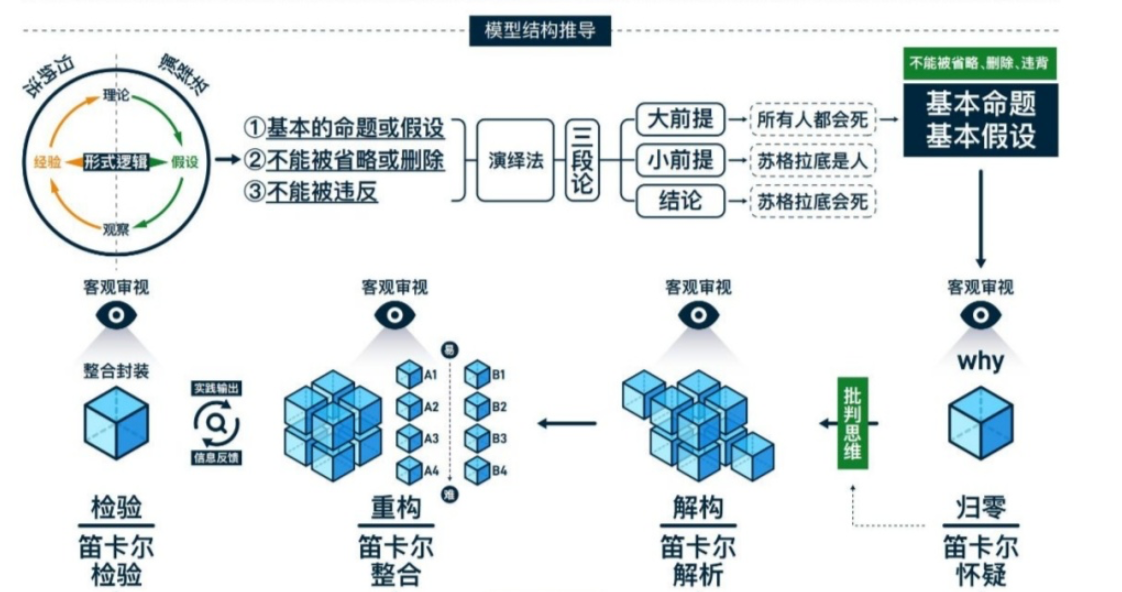 模型结构推导
归纳法
演绎法
理论
经验
形式逻辑
假设
观察
①基本的命题或假设
②不能被省略或删除
③不能被违反
演绎法
三段论
大前提
所有人都会死
小前提
苏格拉底是人
结论
苏格拉底会死
不能被省略、删除、违背
基本命题
基本假设
客观审视
整合封装
实践输出
信息反馈
检验
笛卡尔
检验
客观审视
易
A1
B1
A2
B2
A3
B3
A4
B4
难
重构
笛卡尔
整合
客观审视
解构
笛卡尔
解析
批判思维
客观审视
why
归零
笛卡尔
怀疑